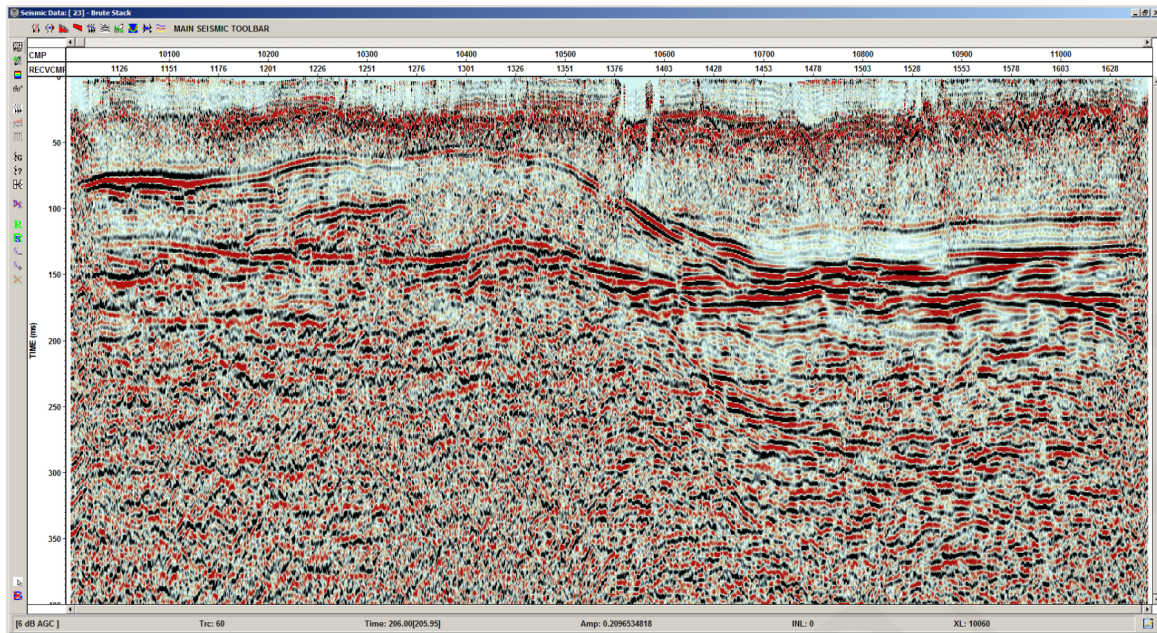 Seismic Data: [ 23] - Brute Stack
MAIN SEISMIC TOOLBAR
CMP 10100 10200 10300 10400 10500 10600 10700 10800 10900 11000
RECVCMP 1126 1151 1176 1201 1226 1251 1276 1301 1326 1351 1376 1403 1428 1453 1478 1503 1528 1553 1578 1603 1628
50
100
150
TIME (ms)
200
250
300
350
[6 dB AGC ] Trc: 60 Time: 206.00[205.95] Amp: 0.2096534818 INL: 0 XL: 10060